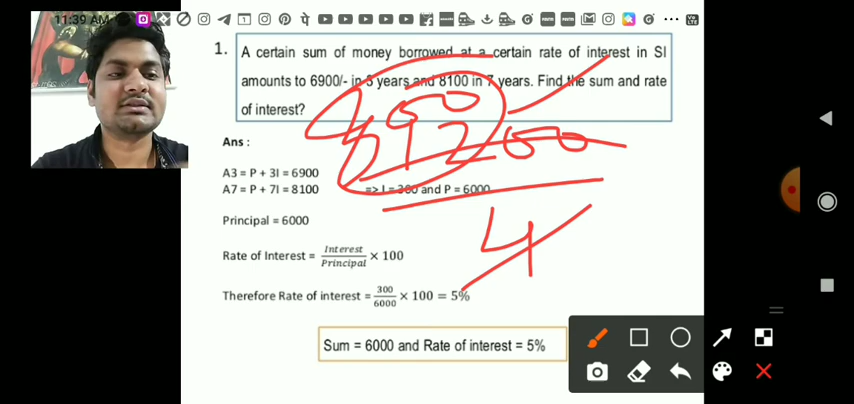 11:39 AM
1. A certain sum of money borrowed at a certain rate of interest in SI
amounts to 6900/- in 3 years and 8100 in 7 years. Find the sum and rate
of interest?
Ans :
A3 = P + 3I = 6900
A7 = P + 7I = 8100 => I = 300 and P = 6000
Principal = 6000
Rate of Interest = Interest/Principal × 100
Therefore Rate of interest = 300/6000 × 100 = 5%
Sum = 6000 and Rate of interest = 5%
4